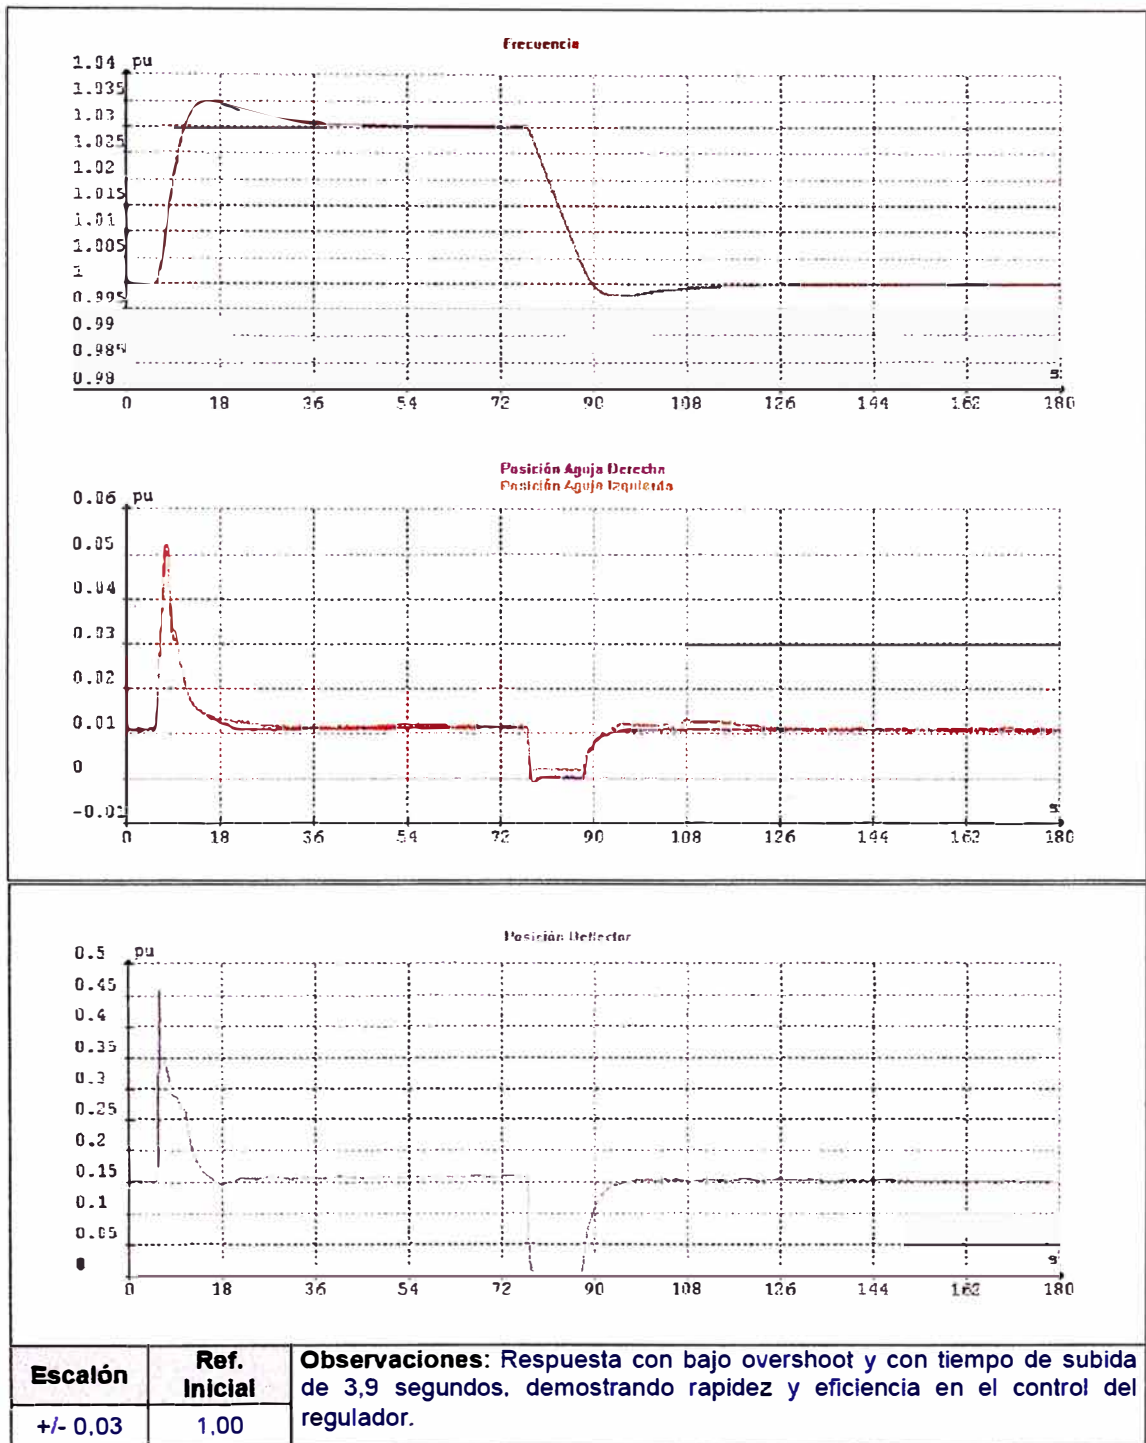 Frecuencia
1.04 pu
1.035
1.03
1.025
1.02
1.015
1.01
1.005
1
0.995
0.99
0.985
0.98
s
0 18 36 54 72 90 108 126 144 162 180
Posición Aguja Derecha
Posición Aguja Izquierda
0.06 pu
0.05
0.04
0.03
0.02
0.01
0
-0.01
s
0 18 36 54 72 90 108 126 144 162 180
Posición Deflector
0.5 pu
0.45
0.4
0.35
0.3
0.25
0.2
0.15
0.1
0.05
0
s
0 18 36 54 72 90 108 126 144 162 180
Escalón
Ref. Inicial
+/- 0,03
1,00
Observaciones: Respuesta con bajo overshoot y con tiempo de subida
de 3,9 segundos, demostrando rapidez y eficiencia en el control del
regulador.